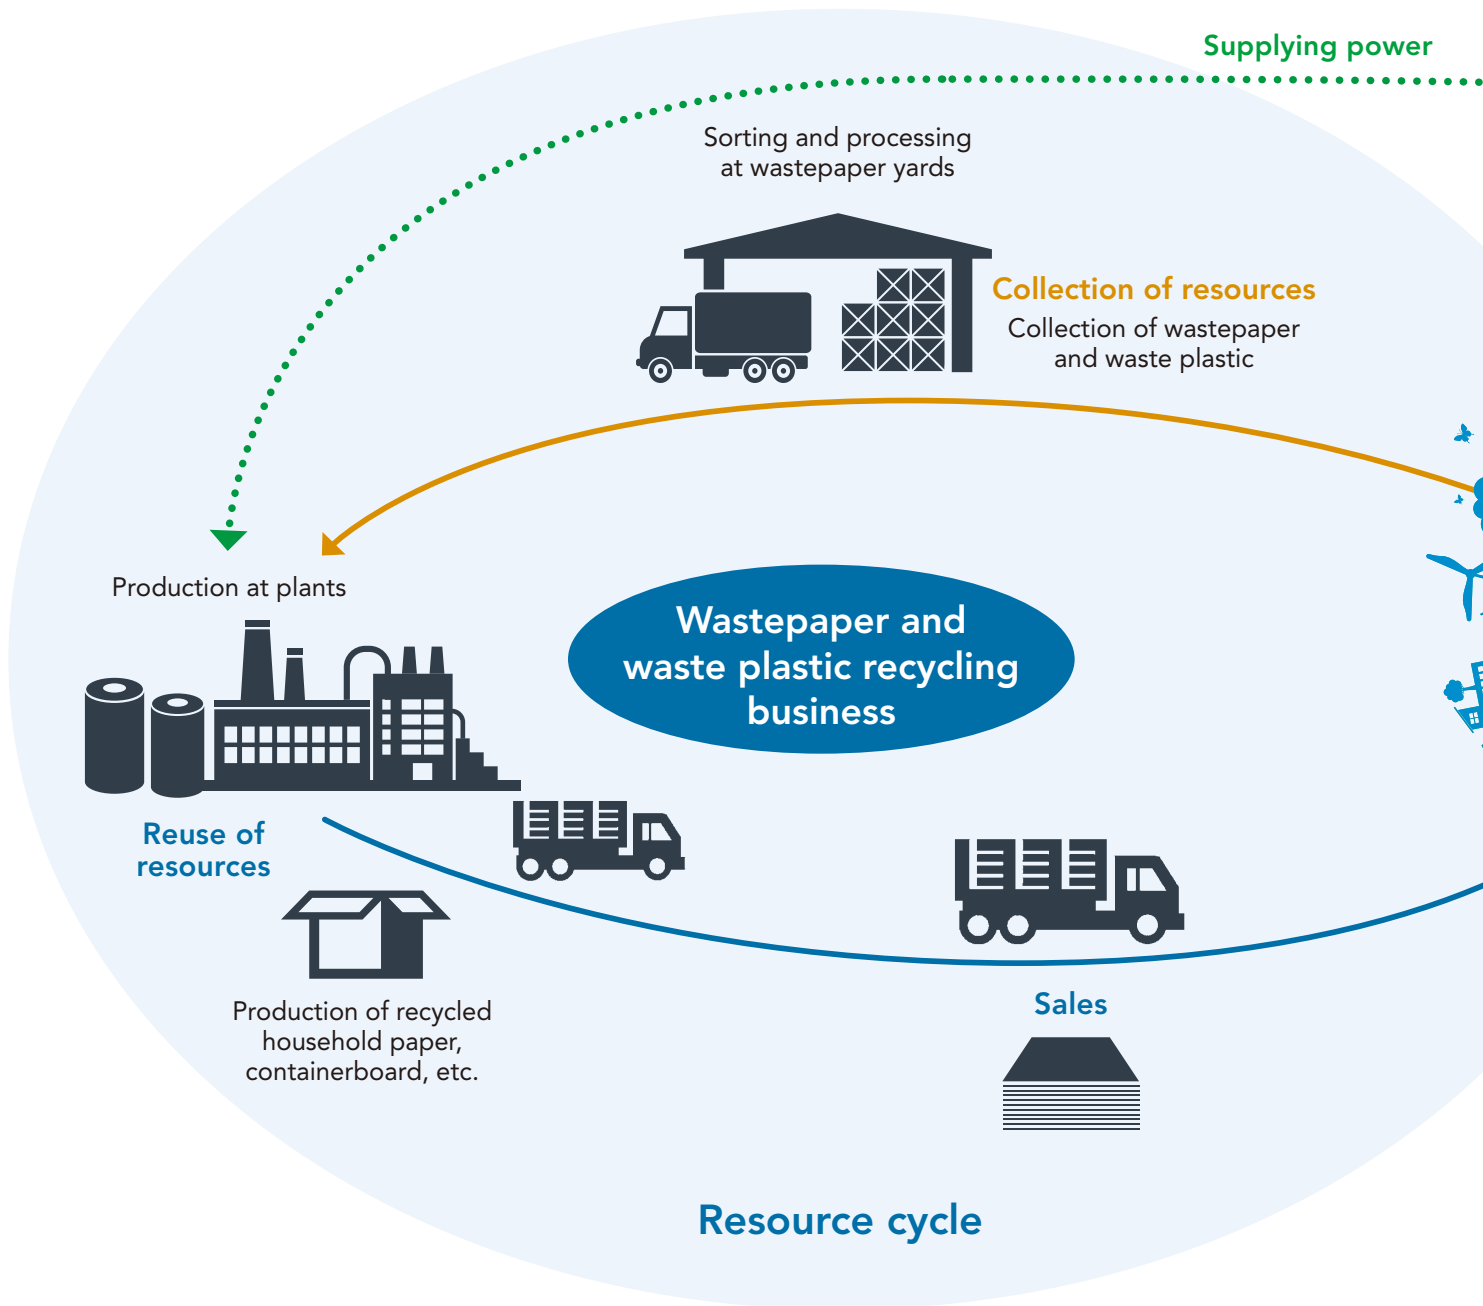 Supplying power
Sorting and processing
at wastepaper yards
Collection of resources
Collection of wastepaper
and waste plastic
Production at plants
Wastepaper and
waste plastic recycling
business
Reuse of
resources
Production of recycled
household paper,
containerboard, etc.
Sales
Resource cycle